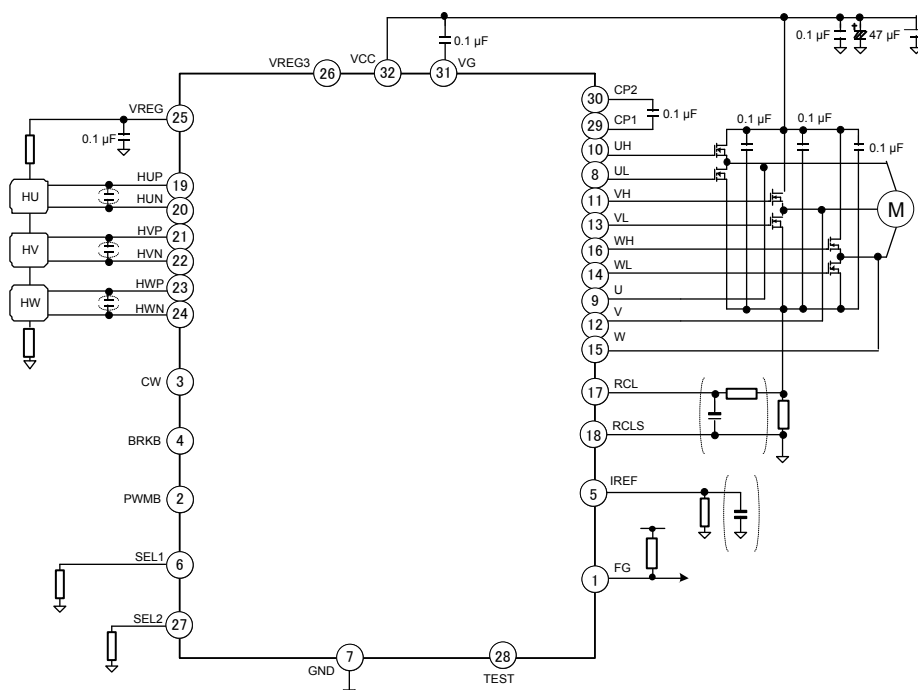 0.1 µF
47 µF
VREG3
26
VCC
32
31
VG
0.1 µF
VREG
25
0.1 µF
30
CP2
0.1 µF
29
CP1
0.1 µF
0.1 µF
0.1 µF
10
UH
8
UL
11
VH
13
VL
16
WH
14
WL
9
U
12
V
15
W
M
HU
HUP
19
HUN
20
HV
HVP
21
HVN
22
HW
HWP
23
HWN
24
CW
3
BRKB
4
PWMB
2
SEL1
6
SEL2
27
17
RCL
18
RCLS
5
IREF
1
FG
GND
7
28
TEST